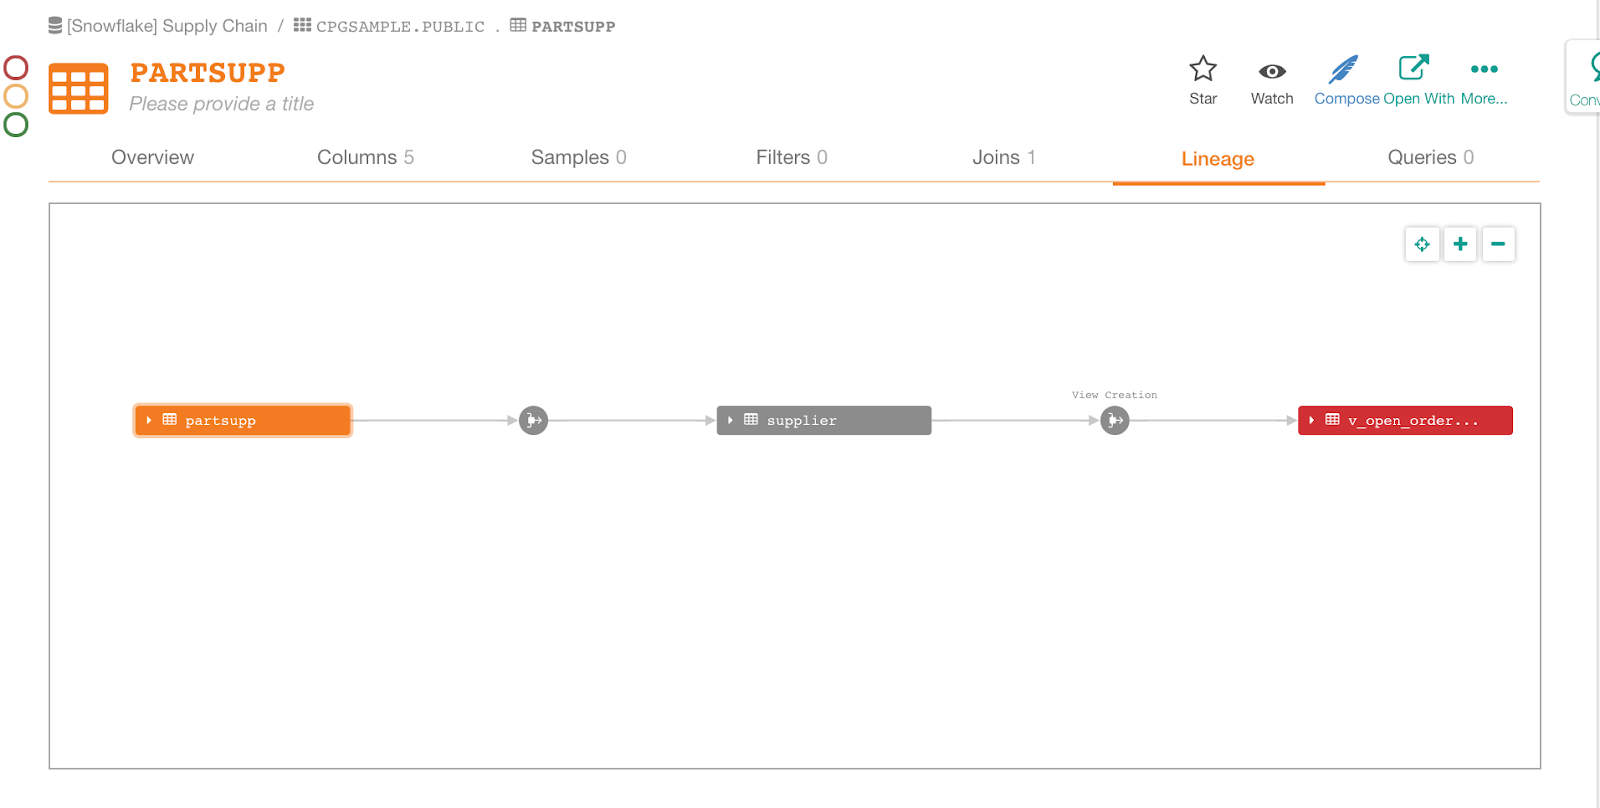 [Snowflake] Supply Chain / CPGSAMPLE.PUBLIC . PARTSUPP
PARTSUPP
Please provide a title
Star Watch Compose Open With More...
Overview Columns 5 Samples 0 Filters 0 Joins 1 Lineage Queries 0
View Creation
partsupp supplier v_open_order...